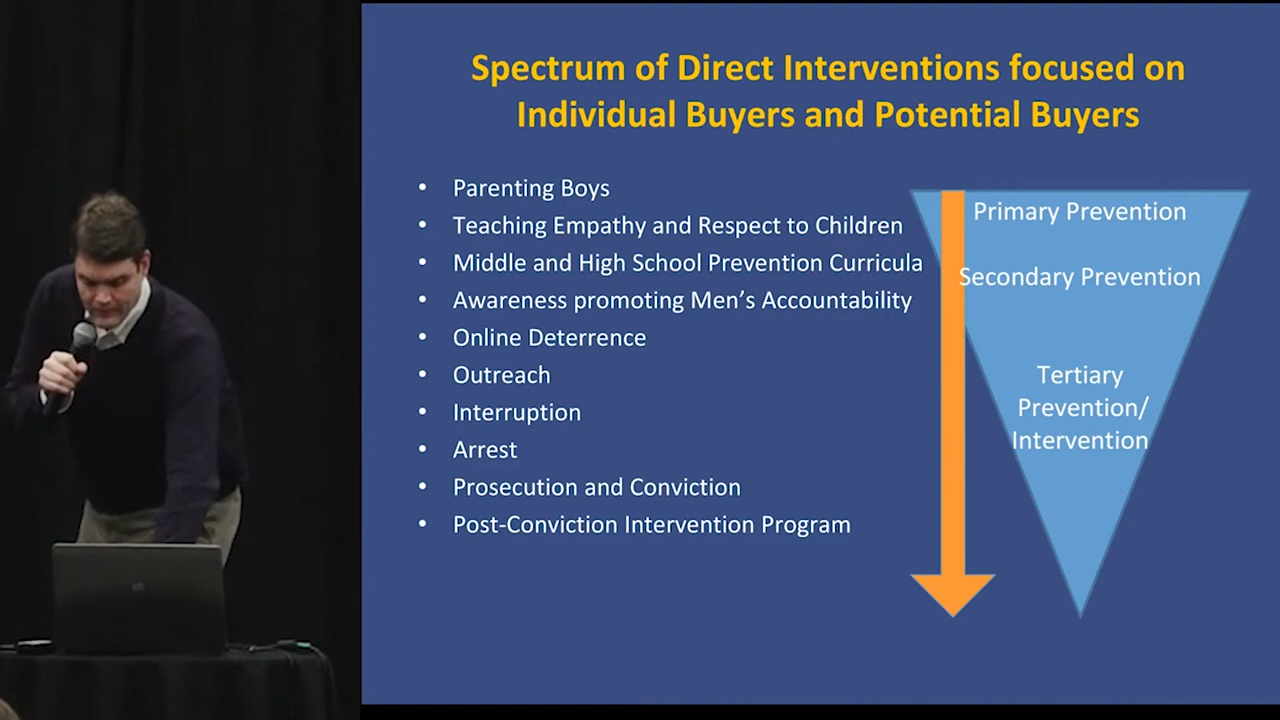 Spectrum of Direct Interventions focused on
Individual Buyers and Potential Buyers
• Parenting Boys
• Teaching Empathy and Respect to Children
• Middle and High School Prevention Curricula
• Awareness promoting Men's Accountability
• Online Deterrence
• Outreach
• Interruption
• Arrest
• Prosecution and Conviction
• Post-Conviction Intervention Program
Primary Prevention
Secondary Prevention
Tertiary
Prevention/
Intervention